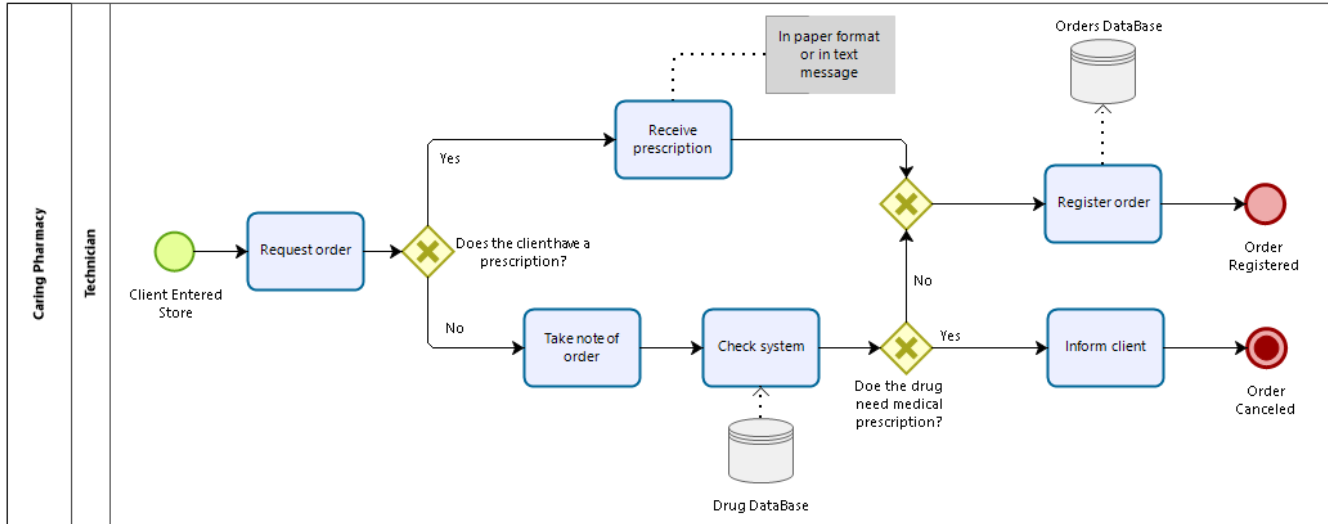 Caring Pharmacy
Technician
Client Entered
Store
Request order
Does the client have a
prescription?
Yes
No
Receive
prescription
In paper format
or in text
message
Take note of
order
Check system
Drug DataBase
Doe the drug
need medical
prescription?
No
Yes
Orders DataBase
Register order
Order
Registered
Inform client
Order
Canceled